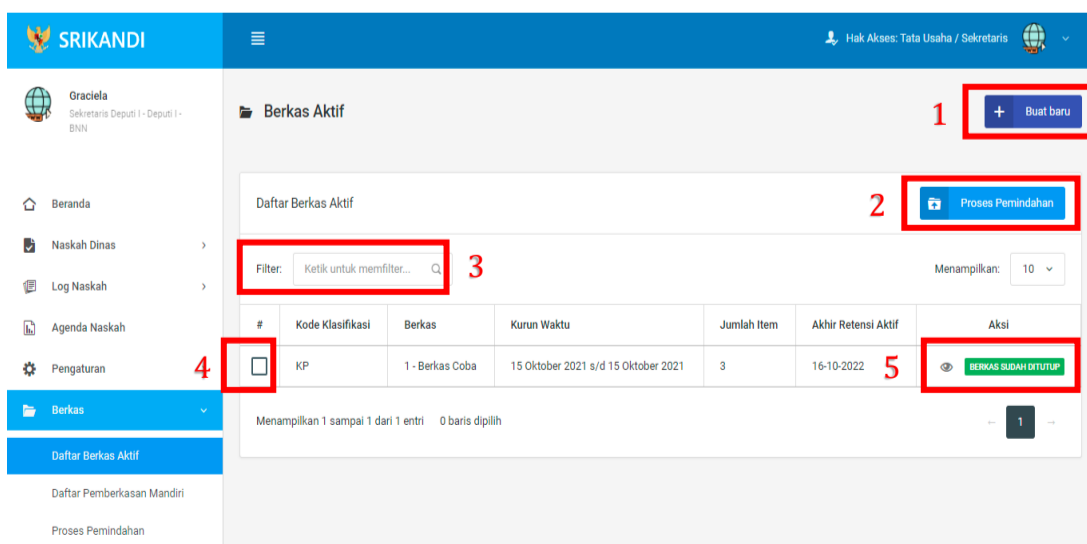 SRIKANDI
Hak Akses: Tata Usaha / Sekretaris
Graciela
Sekretaris Deputi I - Deputi I -
BNN
Berkas Aktif
1
+ Buat baru
Beranda
Naskah Dinas
Log Naskah
Agenda Naskah
Pengaturan
Berkas
Daftar Berkas Aktif
Daftar Pemberkasan Mandiri
Proses Pemindahan
Daftar Berkas Aktif
2
Proses Pemindahan
Filter: Ketik untuk memfilter...
3
Menampilkan: 10
# Kode Klasifikasi Berkas Kurun Waktu Jumlah Item Akhir Retensi Aktif Aksi
4
KP 1 - Berkas Coba 15 Oktober 2021 s/d 15 Oktober 2021 3 16-10-2022
5
BERKAS SUDAH DITUTUP
Menampilkan 1 sampai 1 dari 1 entri 0 baris dipilih
← 1 →